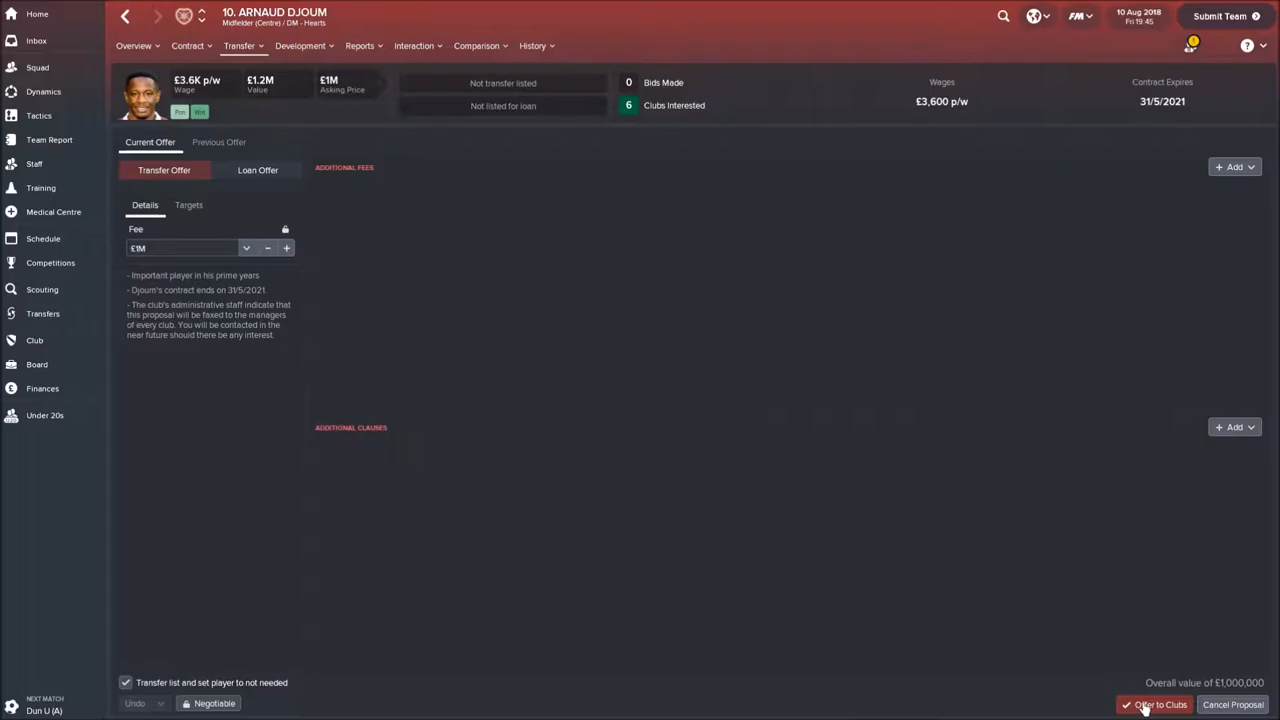 Home
Inbox
Squad
Dynamics
Tactics
Team Report
Staff
Training
Medical Centre
Schedule
Competitions
Scouting
Transfers
Club
Board
Finances
Under 20s
NEXT MATCH
Dun U (A)
10. ARNAUD DJOUM
Midfielder (Centre) / DM - Hearts
FM
10 Aug 2018
Fri 19:45
Submit Team
Overview
Contract
Transfer
Development
Reports
Interaction
Comparison
History
£3.6K p/w
Wage
£1.2M
Value
£1M
Asking Price
Prm
Wnt
Not transfer listed
Not listed for loan
0 Bids Made
6 Clubs Interested
Wages
£3,600 p/w
Contract Expires
31/5/2021
Current Offer
Previous Offer
Transfer Offer
Loan Offer
Details
Targets
Fee
£1M
- Important player in his prime years
- Djoum's contract ends on 31/5/2021.
- The club's administrative staff indicate that
this proposal will be faxed to the managers
of every club. You will be contacted in the
near future should there be any interest.
ADDITIONAL FEES
+ Add
ADDITIONAL CLAUSES
+ Add
Transfer list and set player to not needed
Undo
Negotiable
Overall value of £1,000,000
Offer to Clubs
Cancel Proposal